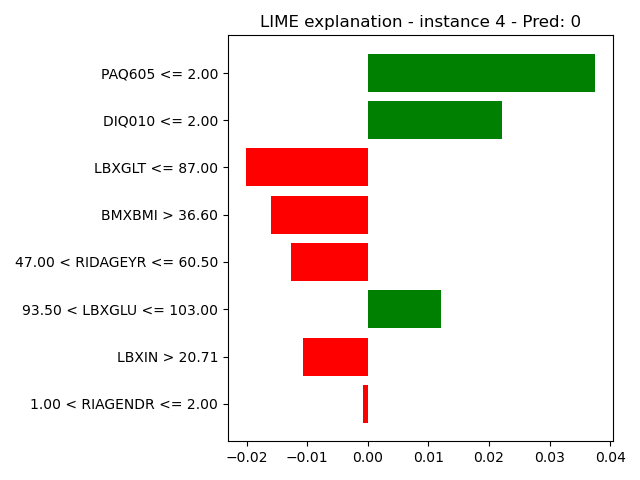 LIME explanation - instance 4 - Pred: 0
PAQ605 <= 2.00
DIQ010 <= 2.00
LBXGLT <= 87.00
BMXBMI > 36.60
47.00 < RIDAGEYR <= 60.50
93.50 < LBXGLU <= 103.00
LBXIN > 20.71
1.00 < RIAGENDR <= 2.00
−0.02 −0.01 0.00 0.01 0.02 0.03 0.04